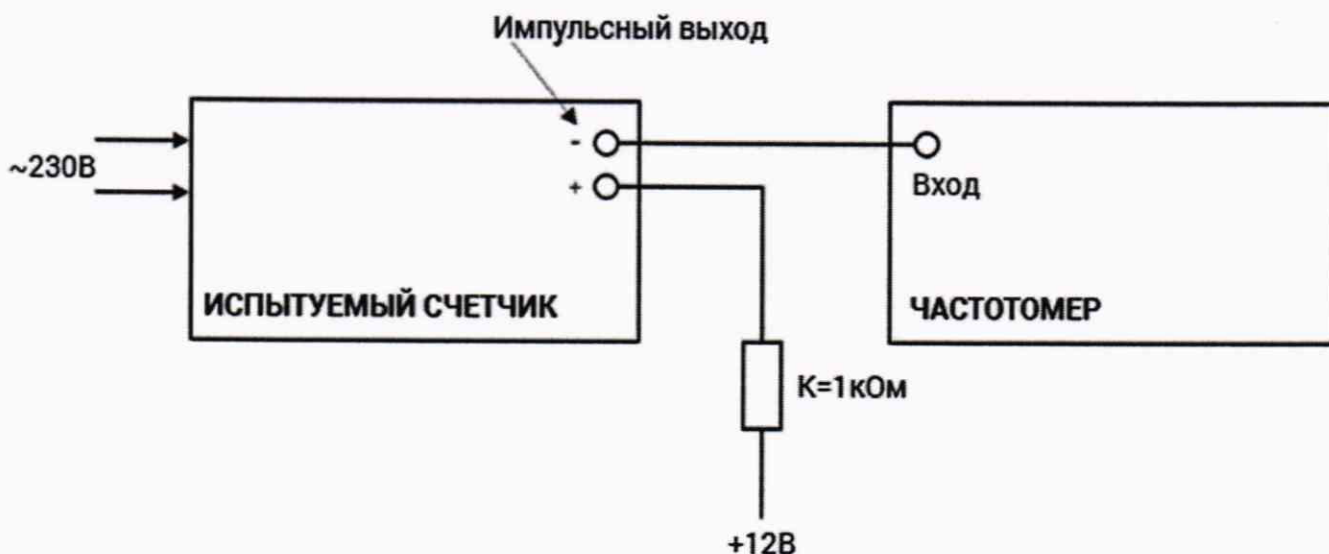 Импульсный выход
~230В
-
+
Вход
ИСПЫТУЕМЫЙ СЧЕТЧИК
ЧАСТОТОМЕР
К=1кОм
+12В